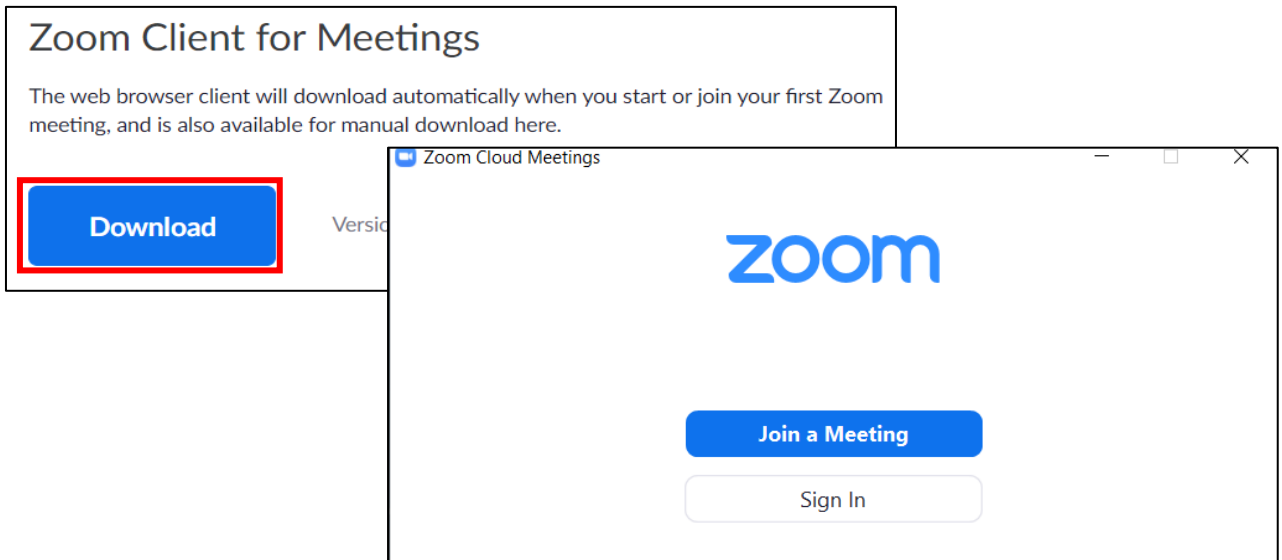 Zoom Client for Meetings
The web browser client will download automatically when you start or join your first Zoom
meeting, and is also available for manual download here.
Download
Zoom Cloud Meetings
zoom
Join a Meeting
Sign In